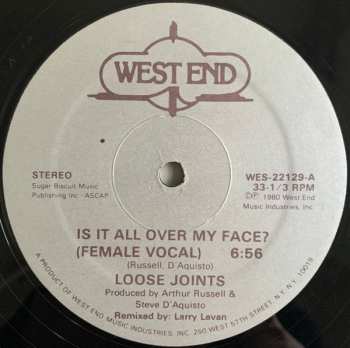 WEST END
STEREO
Sugar Biscuit Music
Publishing Inc - ASCAP
WES-22129-A
33-1/3 RPM
Ⓒ Ⓟ 1980 West End
Music Industries, Inc.
IS IT ALL OVER MY FACE?
(FEMALE VOCAL) 6:56
(Russell, D'Aquisto)
LOOSE JOINTS
Produced by Arthur Russell &
Steve D'Aquisto
Remixed by: Larry Levan
A PRODUCT OF WEST END MUSIC INDUSTRIES, INC. 250 WEST 57TH STREET, N.Y. N.Y. 10019